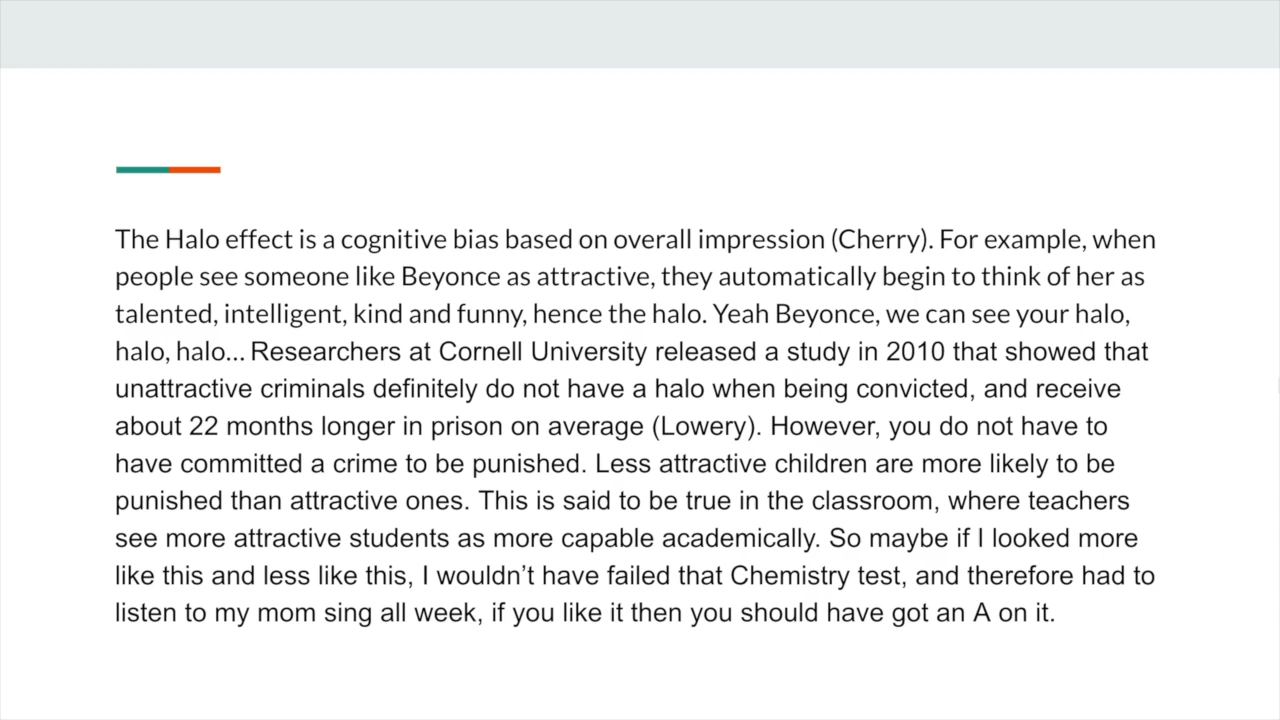 The Halo effect is a cognitive bias based on overall impression (Cherry). For example, when
people see someone like Beyonce as attractive, they automatically begin to think of her as
talented, intelligent, kind and funny, hence the halo. Yeah Beyonce, we can see your halo,
halo, halo... Researchers at Cornell University released a study in 2010 that showed that
unattractive criminals definitely do not have a halo when being convicted, and receive
about 22 months longer in prison on average (Lowery). However, you do not have to
have committed a crime to be punished. Less attractive children are more likely to be
punished than attractive ones. This is said to be true in the classroom, where teachers
see more attractive students as more capable academically. So maybe if I looked more
like this and less like this, I wouldn’t have failed that Chemistry test, and therefore had to
listen to my mom sing all week, if you like it then you should have got an A on it.